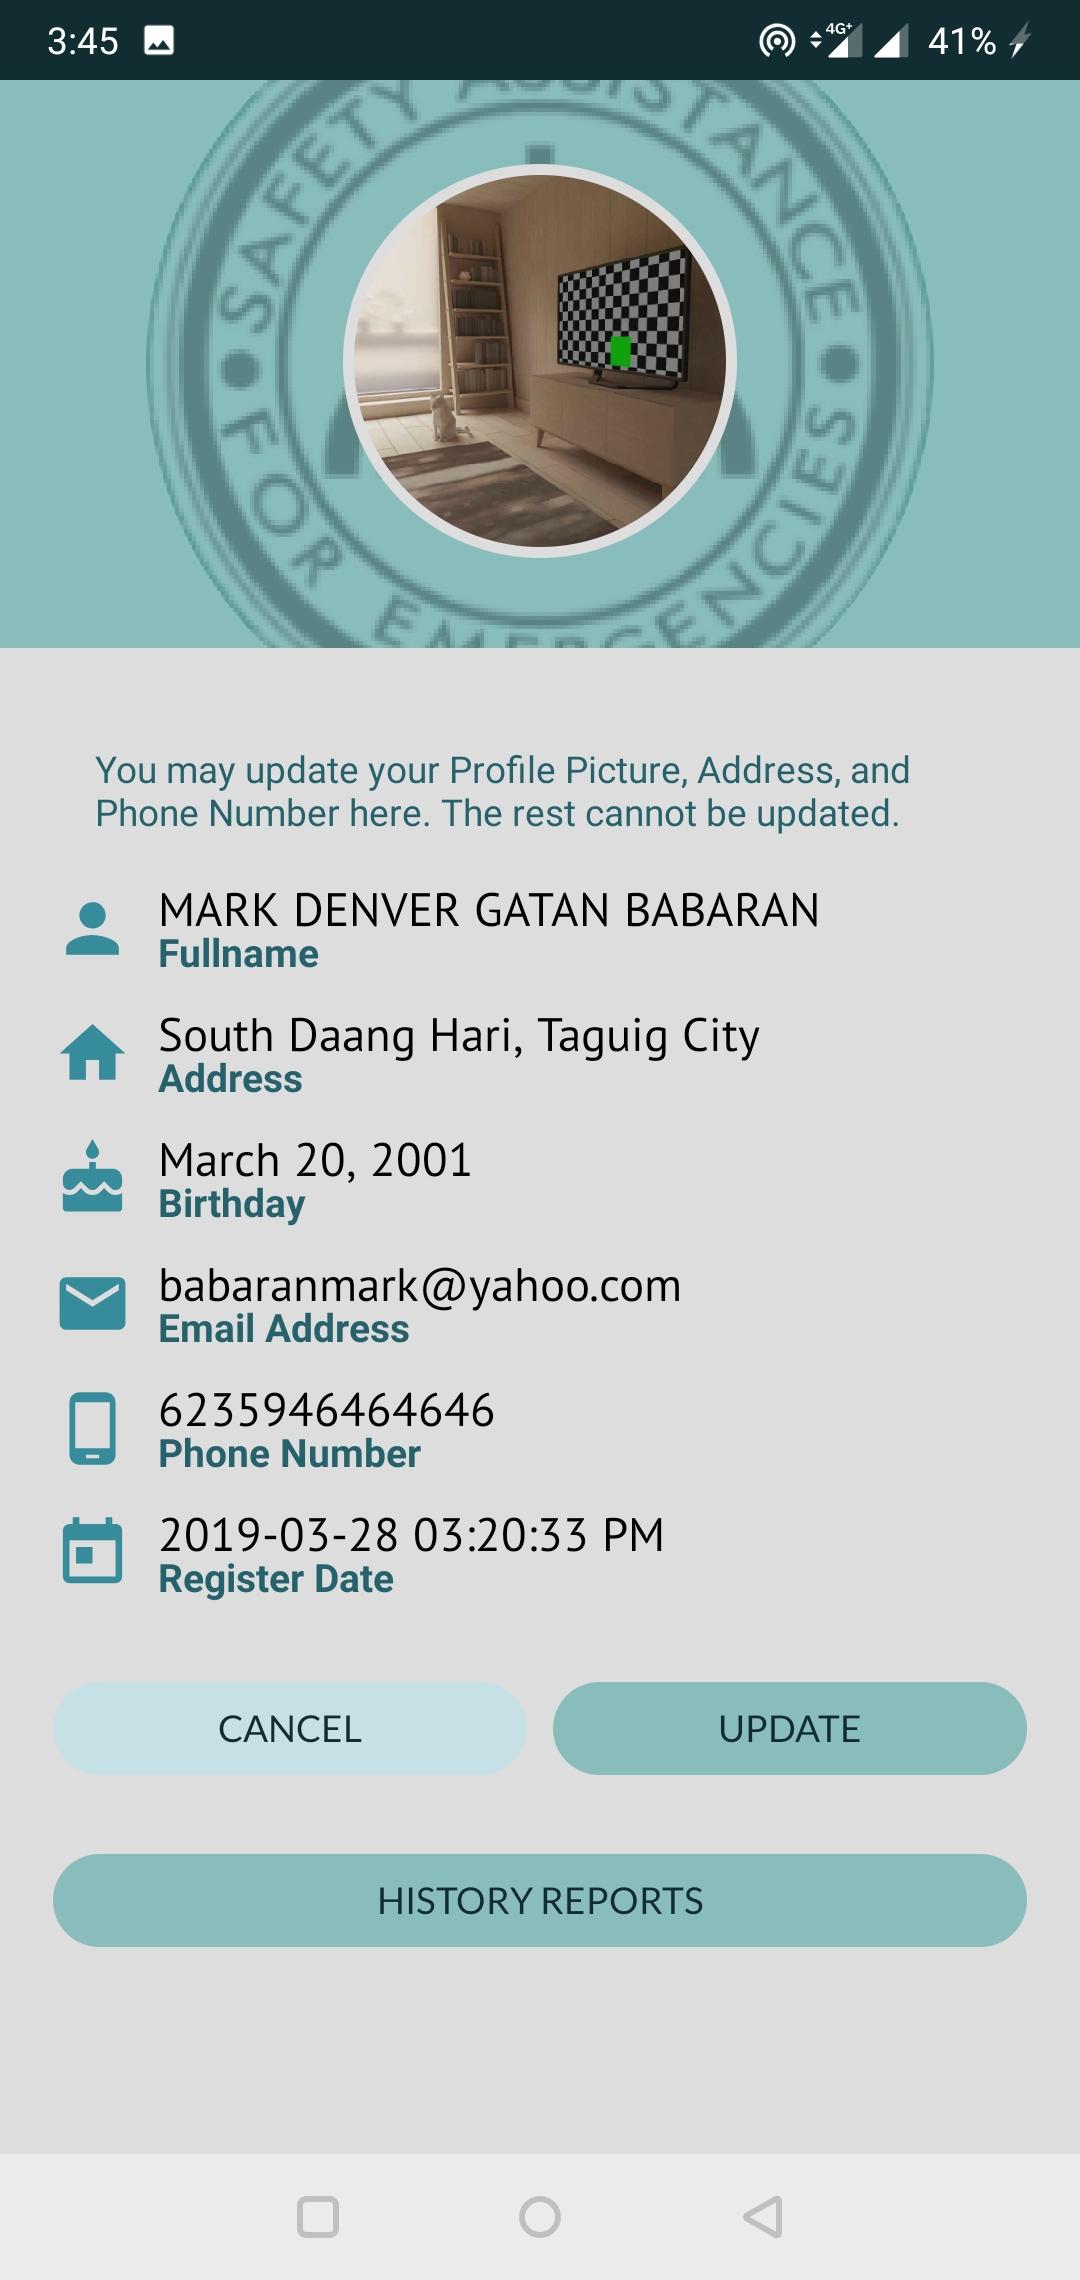 3:45
4G+
41%
SAFETY ASSISTANCE
FOR EMERGENCIES
You may update your Profile Picture, Address, and
Phone Number here. The rest cannot be updated.
MARK DENVER GATAN BABARAN
Fullname
South Daang Hari, Taguig City
Address
March 20, 2001
Birthday
babaranmark@yahoo.com
Email Address
6235946464646
Phone Number
2019-03-28 03:20:33 PM
Register Date
CANCEL
UPDATE
HISTORY REPORTS